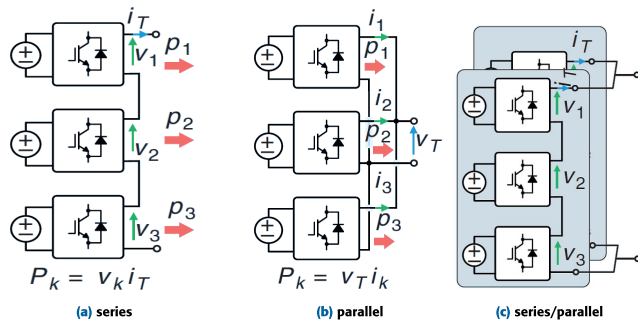 i_T
v_1
p_1
v_2
p_2
v_3
p_3
P_k = v_k i_T
(a) series
i_1
p_1
i_2
p_2
v_T
i_3
p_3
P_k = v_T i_k
(b) parallel
i_T
v_1
v_2
v_3
(c) series/parallel